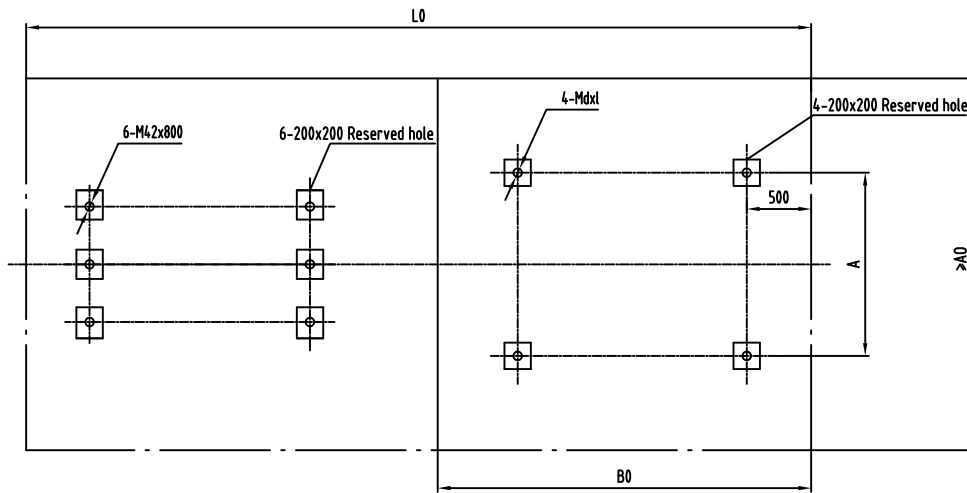 L0
4-Mdxl
4-200x200 Reserved hole
6-M42x800
6-200x200 Reserved hole
500
A
≥A0
B0